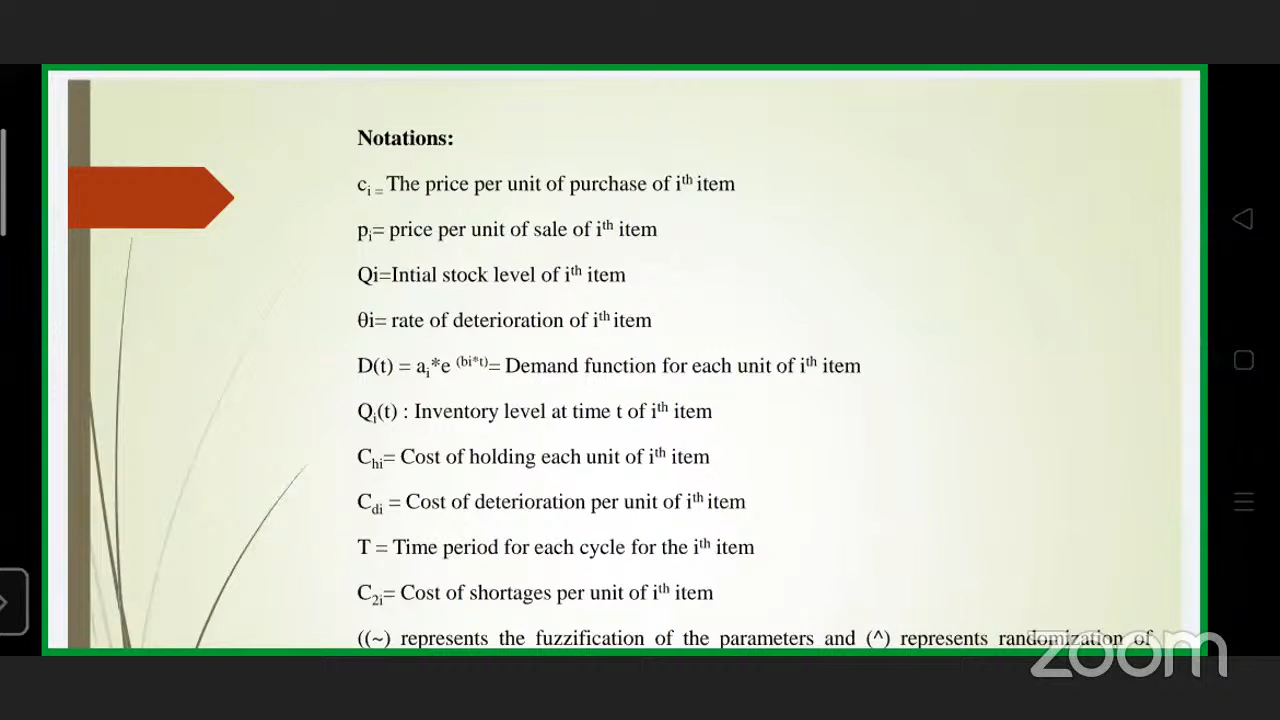 Notations:
cᵢ ₌ The price per unit of purchase of iᵗʰ item
pᵢ= price per unit of sale of iᵗʰ item
Qi=Intial stock level of iᵗʰ item
θi= rate of deterioration of iᵗʰ item
D(t) = aᵢ*e ⁽ᵇⁱ*ᵗ⁾= Demand function for each unit of iᵗʰ item
Qᵢ(t) : Inventory level at time t of iᵗʰ item
Chi= Cost of holding each unit of iᵗʰ item
Cdi = Cost of deterioration per unit of iᵗʰ item
T = Time period for each cycle for the iᵗʰ item
C₂ᵢ= Cost of shortages per unit of iᵗʰ item
((~) represents the fuzzification of the parameters and (^) represents randomization of
zoom